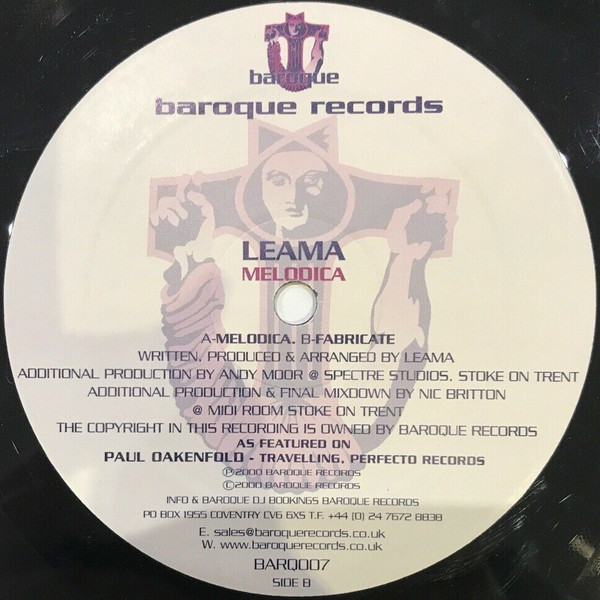 baroque
baroque records
LEAMA
MELODICA
A-MELODICA. B-FABRICATE
WRITTEN, PRODUCED & ARRANGED BY LEAMA
ADDITIONAL PRODUCTION BY ANDY MOOR @ SPECTRE STUDIOS, STOKE ON TRENT
ADDITIONAL PRODUCTION & FINAL MIXDOWN BY NIC BRITTON
@ MIDI ROOM STOKE ON TRENT
THE COPYRIGHT IN THIS RECORDING IS OWNED BY BAROQUE RECORDS
AS FEATURED ON
PAUL OAKENFOLD - TRAVELLING, PERFECTO RECORDS
Ⓟ2000 BAROQUE RECORDS
©2000 BAROQUE RECORDS
INFO & BAROQUE DJ BOOKINGS BAROQUE RECORDS
PO BOX 1955 COVENTRY CV6 6XS T.F. +44 (0) 24 7672 8838
E. sales@baroquerecords.co.uk
W. www.baroquerecords.co.uk
BARQ007
SIDE B